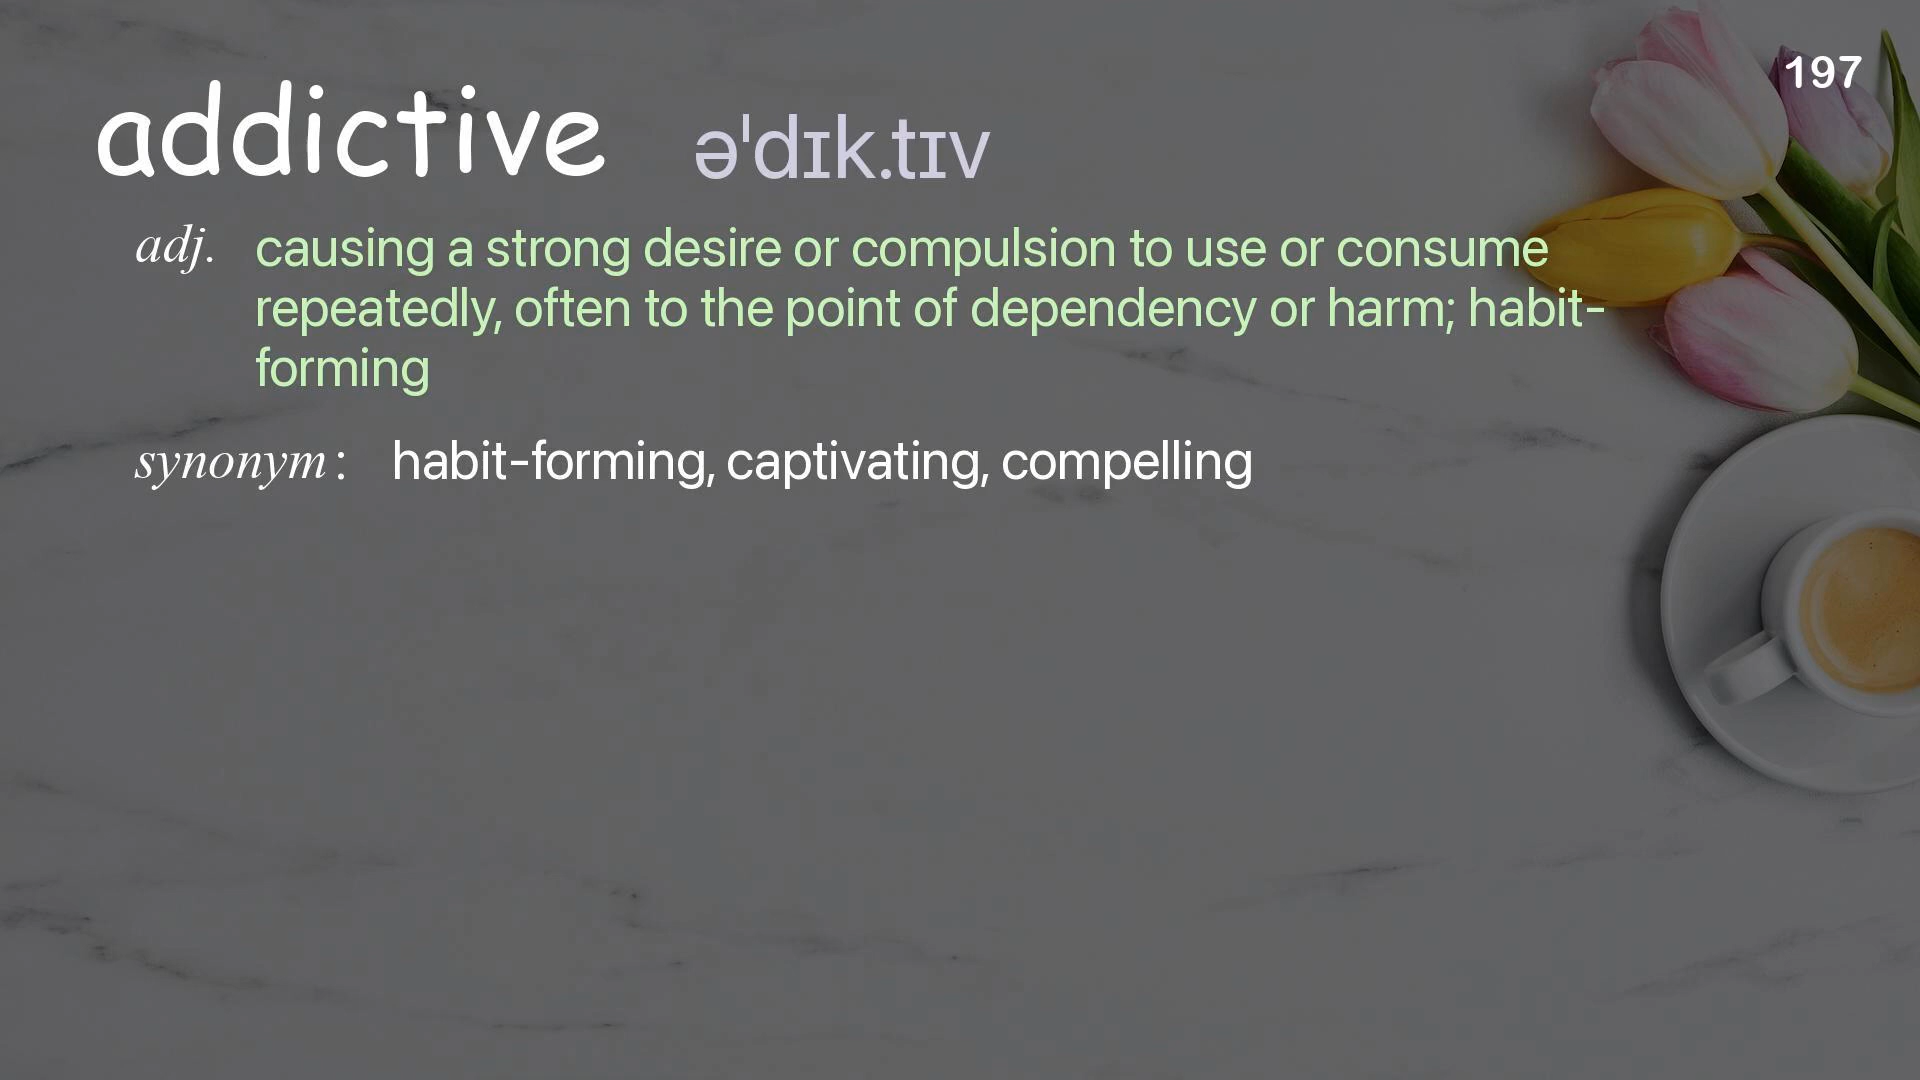 197
addictive əˈdɪk.tɪv
adj. causing a strong desire or compulsion to use or consume
repeatedly, often to the point of dependency or harm; habit-
forming
synonym: habit-forming, captivating, compelling